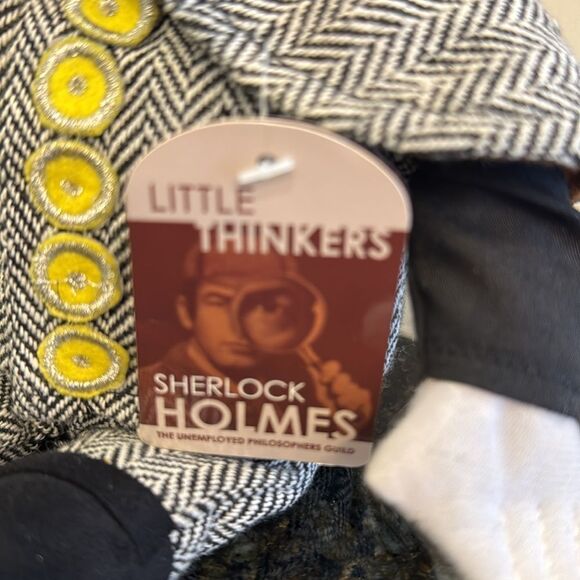 LITTLE
THINKERS
SHERLOCK
HOLMES
THE UNEMPLOYED PHILOSOPHERS GUILD